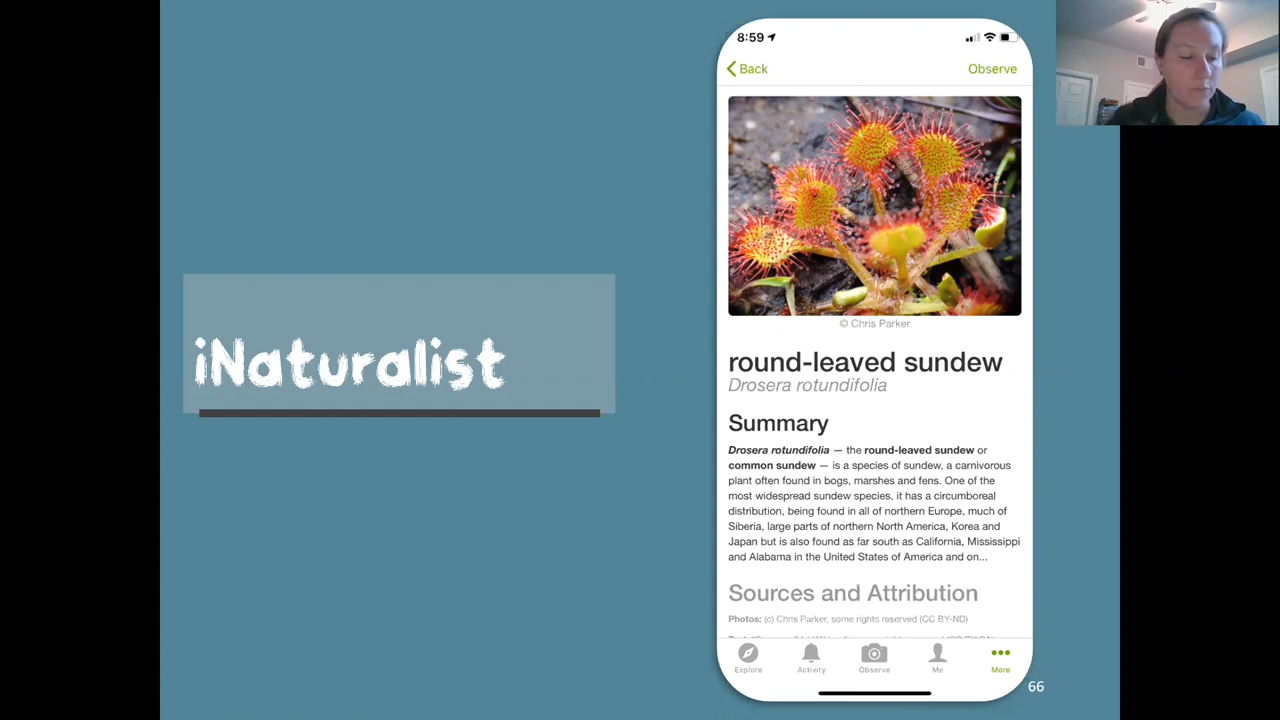 iNaturalist
8:59
Back
Observe
© Chris Parker
round-leaved sundew
Drosera rotundifolia
Summary
Drosera rotundifolia — the round-leaved sundew or
common sundew — is a species of sundew, a carnivorous
plant often found in bogs, marshes and fens. One of the
most widespread sundew species, it has a circumboreal
distribution, being found in all of northern Europe, much of
Siberia, large parts of northern North America, Korea and
Japan but is also found as far south as California, Mississippi
and Alabama in the United States of America and on...
Sources and Attribution
Photos: (c) Chris Parker, some rights reserved (CC BY-ND)
Explore Activity Observe Me More
66